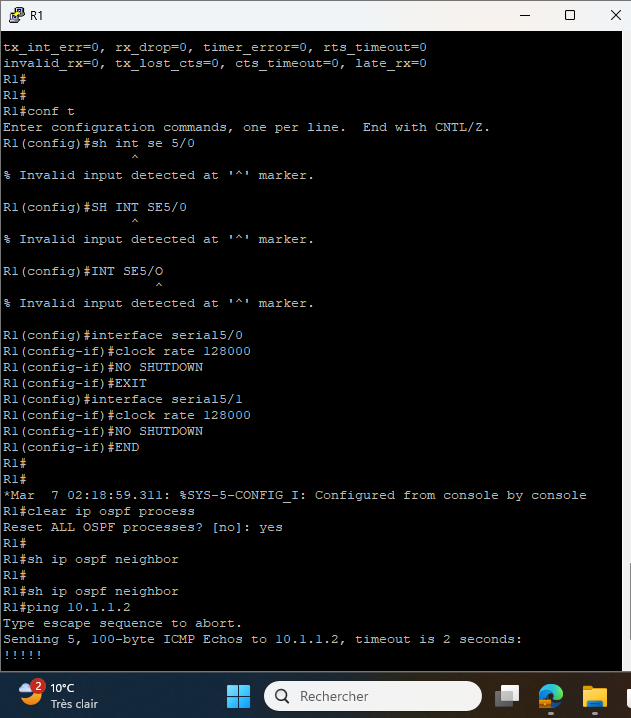 R1
tx_int_err=0, rx_drop=0, timer_error=0, rts_timeout=0
invalid_rx=0, tx_lost_cts=0, cts_timeout=0, late_rx=0
R1#
R1#
R1#conf t
Enter configuration commands, one per line.  End with CNTL/Z.
R1(config)#sh int se 5/0
^
% Invalid input detected at '^' marker.
R1(config)#SH INT SE5/0
^
% Invalid input detected at '^' marker.
R1(config)#INT SE5/O
^
% Invalid input detected at '^' marker.
R1(config)#interface serial5/0
R1(config-if)#clock rate 128000
R1(config-if)#NO SHUTDOWN
R1(config-if)#EXIT
R1(config)#interface serial5/1
R1(config-if)#clock rate 128000
R1(config-if)#NO SHUTDOWN
R1(config-if)#END
R1#
R1#
*Mar  7 02:18:59.311: %SYS-5-CONFIG_I: Configured from console by console
R1#clear ip ospf process
Reset ALL OSPF processes? [no]: yes
R1#
R1#sh ip ospf neighbor
R1#
R1#sh ip ospf neighbor
R1#ping 10.1.1.2
Type escape sequence to abort.
Sending 5, 100-byte ICMP Echos to 10.1.1.2, timeout is 2 seconds:
!!!!!
2
10°C
Très clair
Rechercher